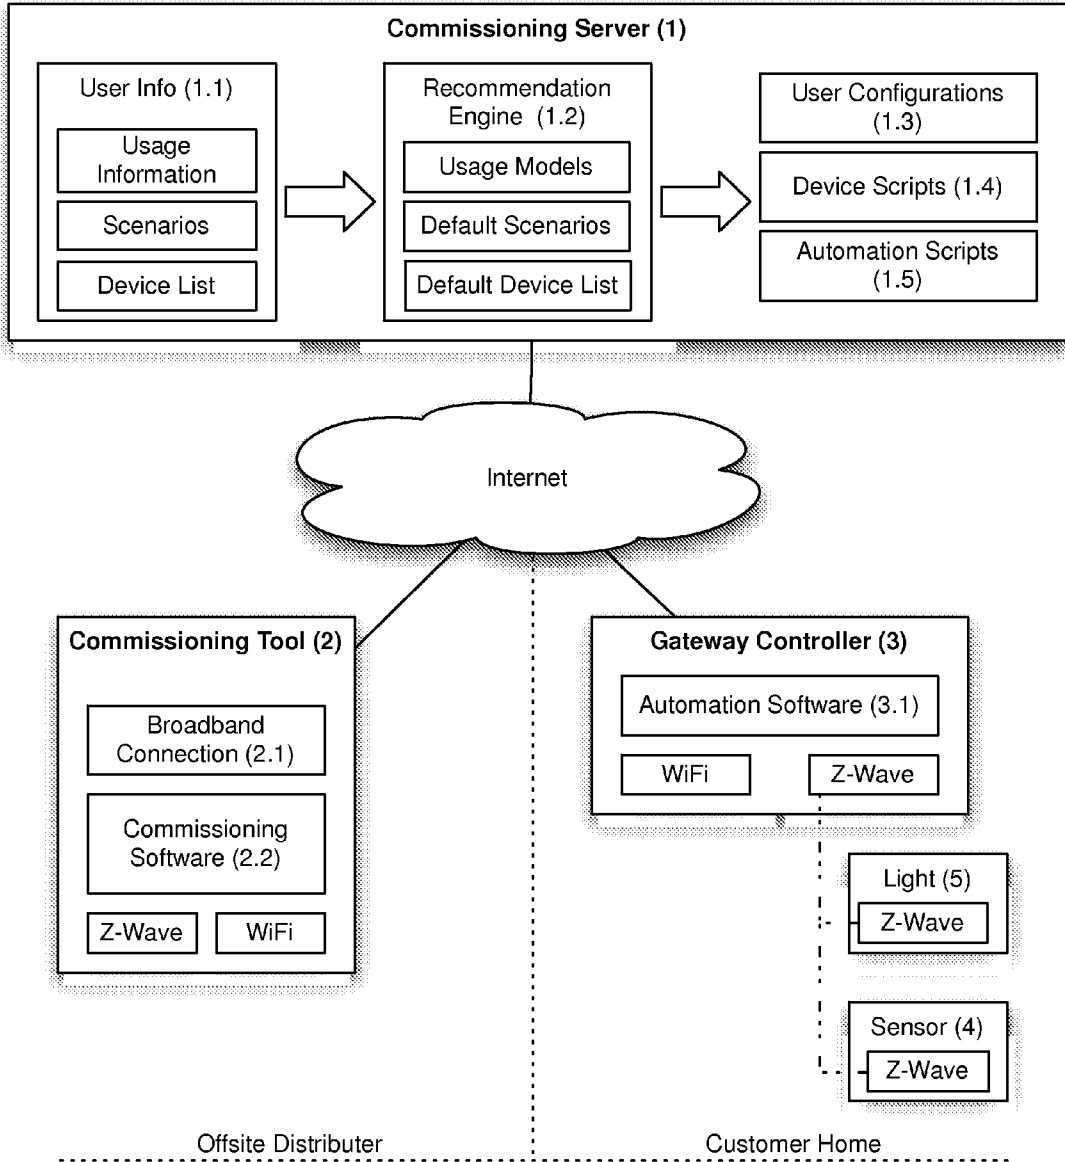 Commissioning Server (1)
User Info (1.1)
Usage
Information
Scenarios
Device List
Recommendation
Engine (1.2)
Usage Models
Default Scenarios
Default Device List
User Configurations
(1.3)
Device Scripts (1.4)
Automation Scripts
(1.5)
Internet
Commissioning Tool (2)
Broadband
Connection (2.1)
Commissioning
Software (2.2)
Z-Wave
WiFi
Gateway Controller (3)
Automation Software (3.1)
WiFi
Z-Wave
Light (5)
Z-Wave
Sensor (4)
Z-Wave
Offsite Distributer
Customer Home